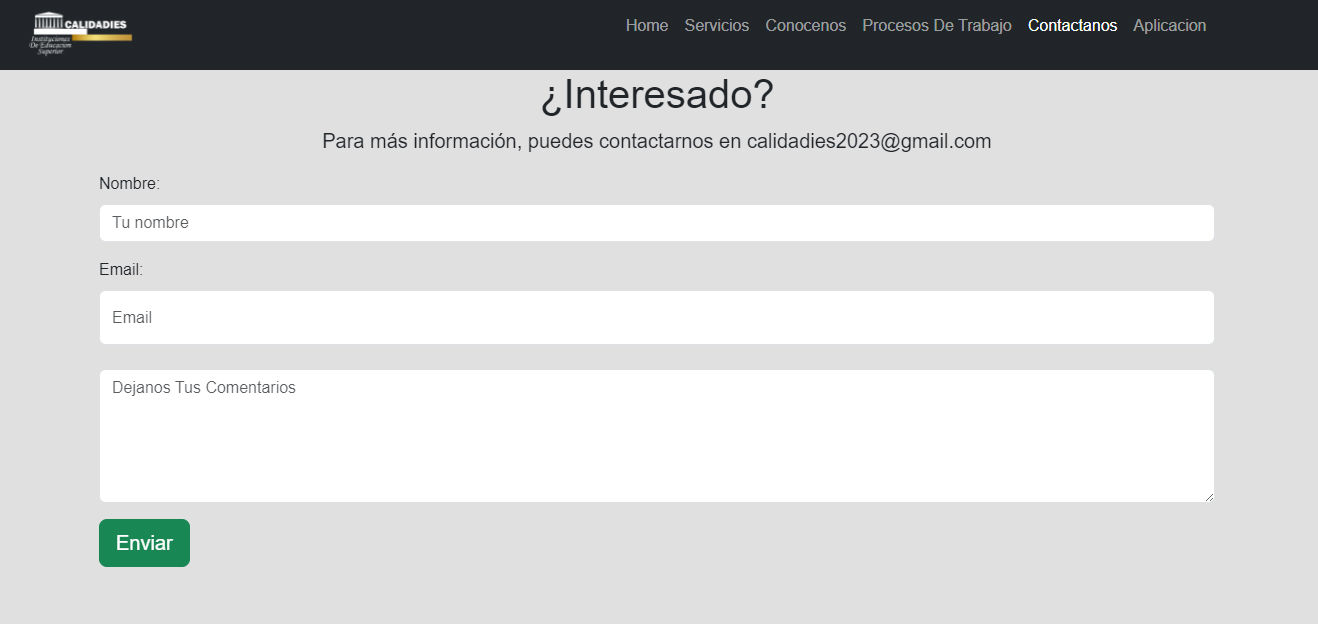 CALIDADIES
Instituciones
De Educacion
Superior
Home Servicios Conocenos Procesos De Trabajo Contactanos Aplicacion
¿Interesado?
Para más información, puedes contactarnos en calidadies2023@gmail.com
Nombre:
Tu nombre
Email:
Email
Dejanos Tus Comentarios
Enviar